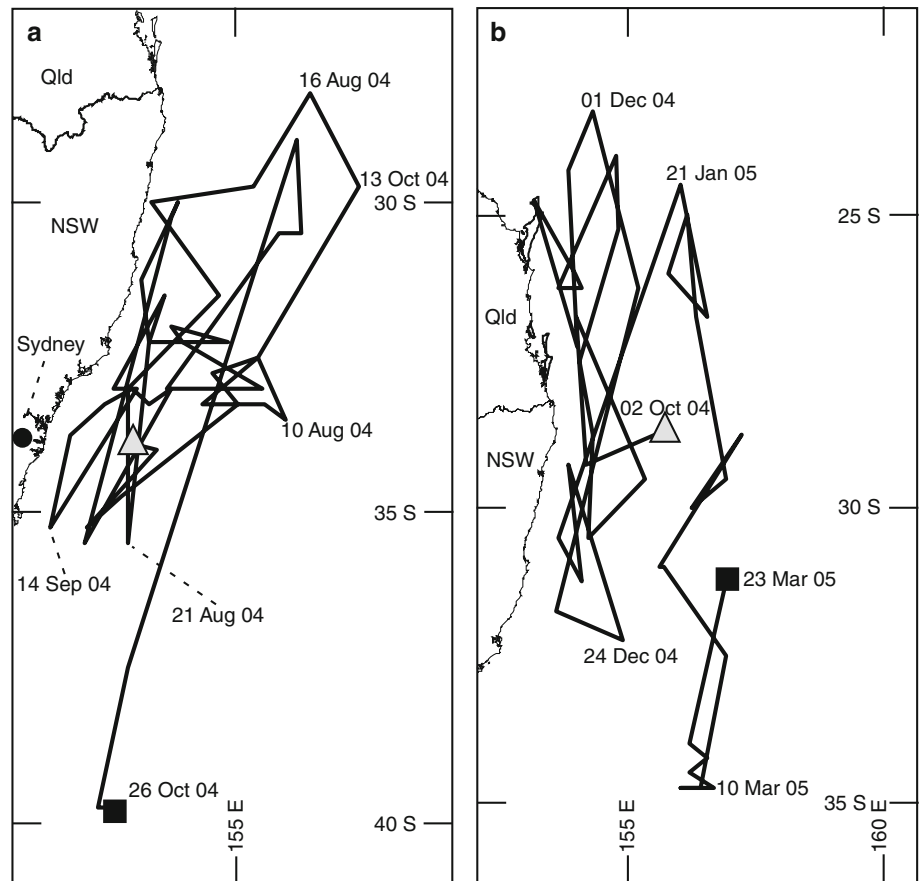 a
Qld
16 Aug 04
13 Oct 04
30 S
NSW
Sydney
10 Aug 04
35 S
14 Sep 04
21 Aug 04
26 Oct 04
155 E
40 S
b
01 Dec 04
21 Jan 05
25 S
Qld
02 Oct 04
NSW
30 S
23 Mar 05
24 Dec 04
10 Mar 05
35 S
155 E
160 E